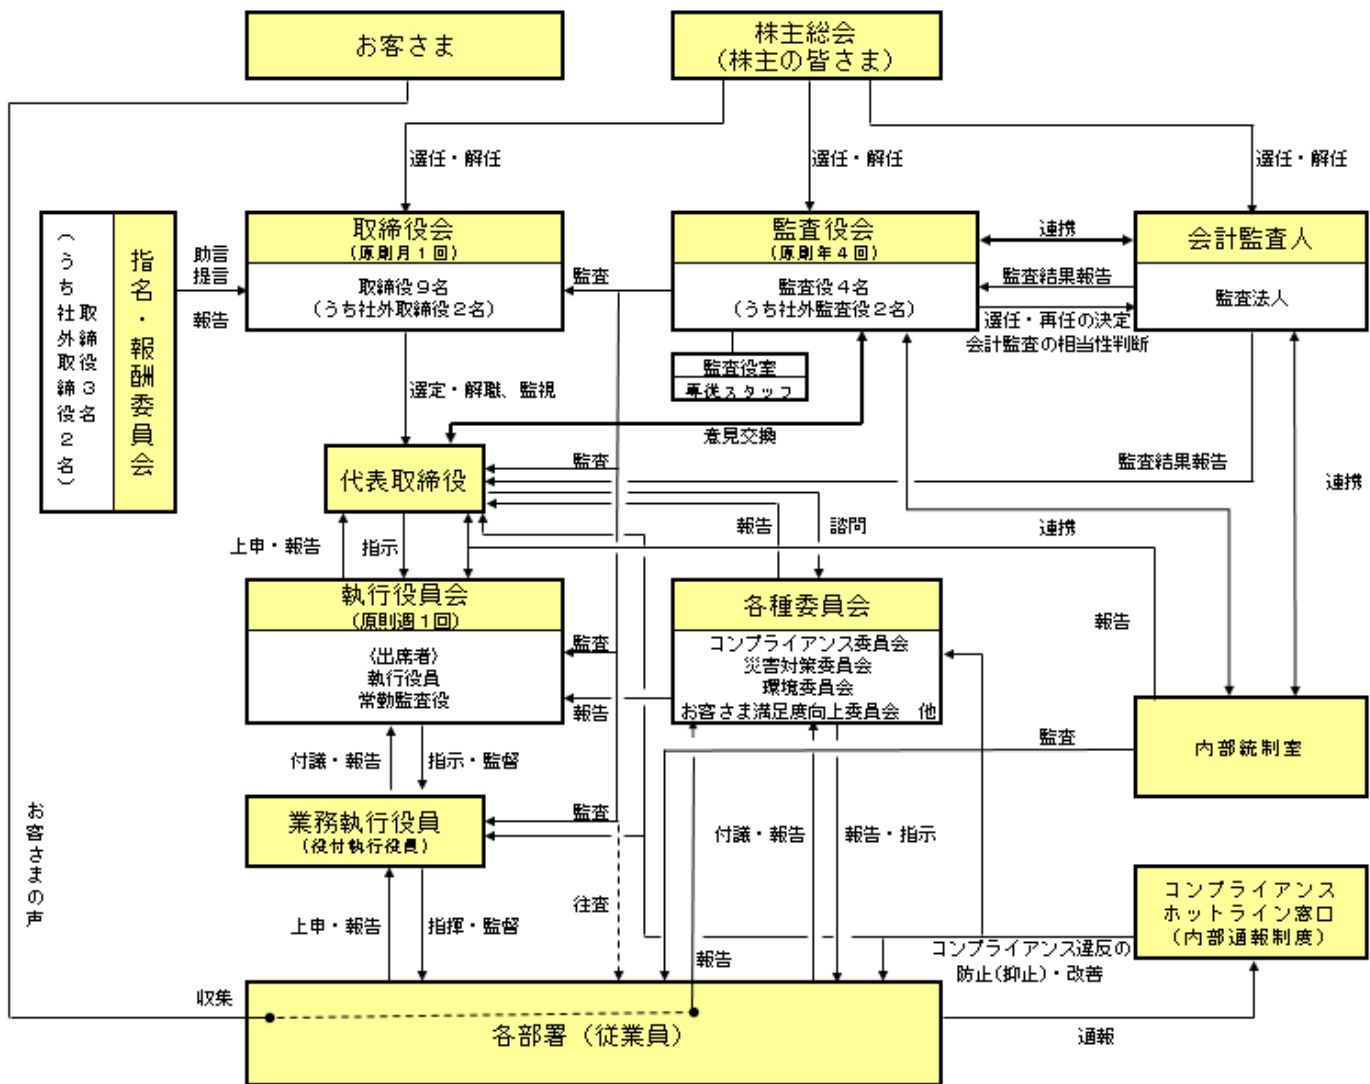 お客さま
株主総会
(株主の皆さま)
選任・解任
選任・解任
選任・解任
指名・報酬委員会
取締役3名
(うち社外取締役2名)
助言
提言
報告
取締役会
(原則月1回)
取締役9名
(うち社外取締役2名)
監査
監査役会
(原則年4回)
監査役4名
(うち社外監査役2名)
監査役室
専従スタッフ
連携
監査結果報告
選任・再任の決定
会計監査の相当性判断
会計監査人
監査法人
選定・解職、監視
意見交換
代表取締役
監査
監査結果報告
連携
上申・報告
指示
報告
諮問
連携
執行役員会
(原則週1回)
〈出席者〉
執行役員
常勤監査役
監査
報告
各種委員会
コンプライアンス委員会
災害対策委員会
環境委員会
お客さま満足度向上委員会　他
報告
内部統制室
監査
付議・報告
指示・監督
お客さまの声
業務執行役員
(役付執行役員)
監査
付議・報告
報告・指示
上申・報告
指揮・監督
往査
報告
コンプライアンス
ホットライン窓口
(内部通報制度)
コンプライアンス違反の
防止(抑止)・改善
収集
各部署(従業員)
通報